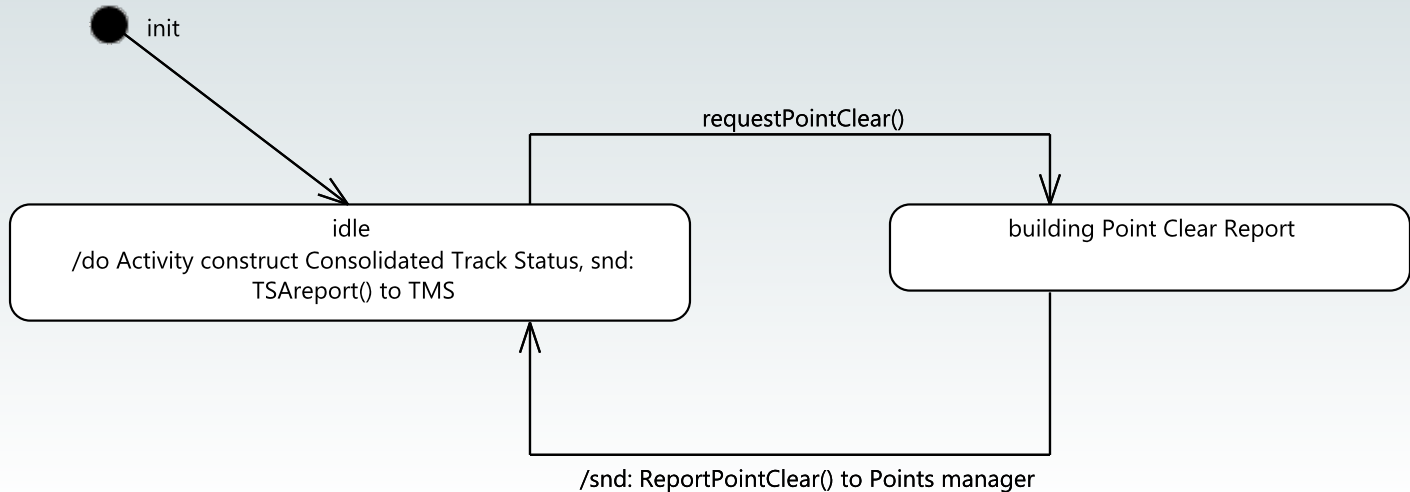 init
requestPointClear()
idle
/do Activity construct Consolidated Track Status, snd:
TSAreport() to TMS
building Point Clear Report
/snd: ReportPointClear() to Points manager